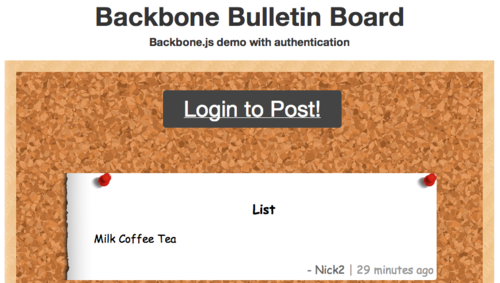 Backbone Bulletin Board
Backbone.js demo with authentication
Login to Post!
List
Milk Coffee Tea
- Nick2 | 29 minutes ago